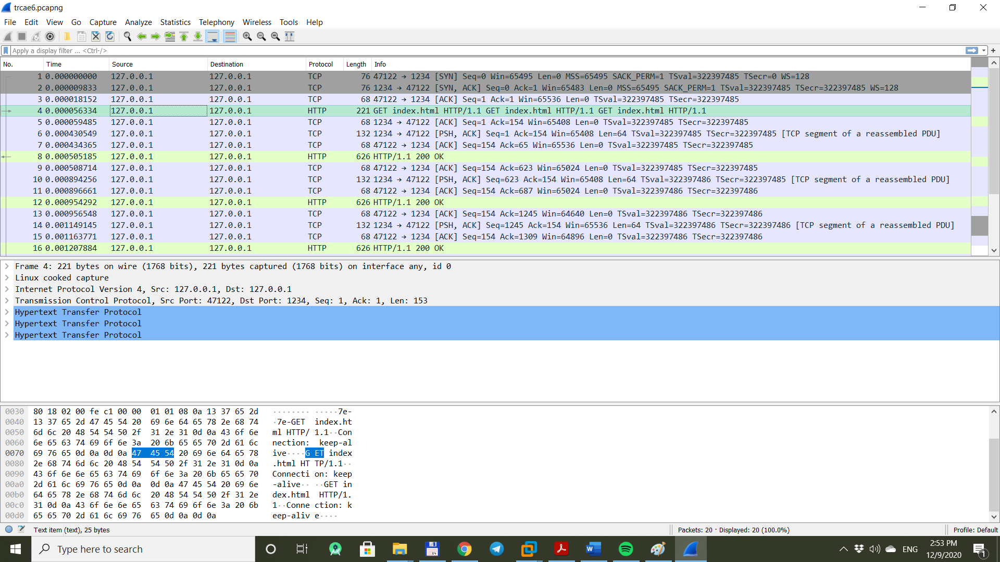 trcae6.pcapng
File Edit View Go Capture Analyze Statistics Telephony Wireless Tools Help
Apply a display filter ... <Ctrl-/>
No. Time Source Destination Protocol Length Info
1 0.000000000 127.0.0.1 127.0.0.1 TCP 76 47122 → 1234 [SYN] Seq=0 Win=65495 Len=0 MSS=65495 SACK_PERM=1 TSval=322397485 TSecr=0 WS=128
2 0.000009833 127.0.0.1 127.0.0.1 TCP 76 1234 → 47122 [SYN, ACK] Seq=0 Ack=1 Win=65483 Len=0 MSS=65495 SACK_PERM=1 TSval=322397485 TSecr=322397485 WS=128
3 0.000018152 127.0.0.1 127.0.0.1 TCP 68 47122 → 1234 [ACK] Seq=1 Ack=1 Win=65536 Len=0 TSval=322397485 TSecr=322397485
4 0.000056334 127.0.0.1 127.0.0.1 HTTP 221 GET index.html HTTP/1.1 GET index.html HTTP/1.1 GET index.html HTTP/1.1
5 0.000059485 127.0.0.1 127.0.0.1 TCP 68 1234 → 47122 [ACK] Seq=1 Ack=154 Win=65408 Len=0 TSval=322397485 TSecr=322397485
6 0.000430549 127.0.0.1 127.0.0.1 TCP 132 1234 → 47122 [PSH, ACK] Seq=1 Ack=154 Win=65408 Len=64 TSval=322397485 TSecr=322397485 [TCP segment of a reassembled PDU]
7 0.000434365 127.0.0.1 127.0.0.1 TCP 68 47122 → 1234 [ACK] Seq=154 Ack=65 Win=65536 Len=0 TSval=322397485 TSecr=322397485
8 0.000505185 127.0.0.1 127.0.0.1 HTTP 626 HTTP/1.1 200 OK
9 0.000508714 127.0.0.1 127.0.0.1 TCP 68 47122 → 1234 [ACK] Seq=154 Ack=623 Win=65024 Len=0 TSval=322397485 TSecr=322397485
10 0.000894256 127.0.0.1 127.0.0.1 TCP 132 1234 → 47122 [PSH, ACK] Seq=623 Ack=154 Win=65408 Len=64 TSval=322397486 TSecr=322397485 [TCP segment of a reassembled PDU]
11 0.000896661 127.0.0.1 127.0.0.1 TCP 68 47122 → 1234 [ACK] Seq=154 Ack=687 Win=65024 Len=0 TSval=322397486 TSecr=322397486
12 0.000954292 127.0.0.1 127.0.0.1 HTTP 626 HTTP/1.1 200 OK
13 0.000956548 127.0.0.1 127.0.0.1 TCP 68 47122 → 1234 [ACK] Seq=154 Ack=1245 Win=64640 Len=0 TSval=322397486 TSecr=322397486
14 0.001149145 127.0.0.1 127.0.0.1 TCP 132 1234 → 47122 [PSH, ACK] Seq=1245 Ack=154 Win=65536 Len=64 TSval=322397486 TSecr=322397486 [TCP segment of a reassembled PDU]
15 0.001163771 127.0.0.1 127.0.0.1 TCP 68 47122 → 1234 [ACK] Seq=154 Ack=1309 Win=64896 Len=0 TSval=322397486 TSecr=322397486
16 0.001207884 127.0.0.1 127.0.0.1 HTTP 626 HTTP/1.1 200 OK
Frame 4: 221 bytes on wire (1768 bits), 221 bytes captured (1768 bits) on interface any, id 0
Linux cooked capture
Internet Protocol Version 4, Src: 127.0.0.1, Dst: 127.0.0.1
Transmission Control Protocol, Src Port: 47122, Dst Port: 1234, Seq: 1, Ack: 1, Len: 153
Hypertext Transfer Protocol
Hypertext Transfer Protocol
Hypertext Transfer Protocol
0030 80 18 02 00 fe c1 00 00 01 01 08 0a 13 37 65 2d ········ ·····7e-
0040 13 37 65 2d 47 45 54 20 69 6e 64 65 78 2e 68 74 ·7e-GET index.ht
0050 6d 6c 20 48 54 54 50 2f 31 2e 31 0d 0a 43 6f 6e ml HTTP/ 1.1··Con
0060 6e 65 63 74 69 6f 6e 3a 20 6b 65 65 70 2d 61 6c nection: keep-al
0070 69 76 65 0d 0a 0d 0a 47 45 54 20 69 6e 64 65 78 ive····G ET index
0080 2e 68 74 6d 6c 20 48 54 54 50 2f 31 2e 31 0d 0a .html HT TP/1.1··
0090 43 6f 6e 6e 65 63 74 69 6f 6e 3a 20 6b 65 65 70 Connecti on: keep
00a0 2d 61 6c 69 76 65 0d 0a 0d 0a 47 45 54 20 69 6e -alive·· ··GET in
00b0 64 65 78 2e 68 74 6d 6c 20 48 54 54 50 2f 31 2e dex.html HTTP/1.
00c0 31 0d 0a 43 6f 6e 6e 65 63 74 69 6f 6e 3a 20 6b 1··Conne ction: k
00d0 65 65 70 2d 61 6c 69 76 65 0d 0a 0d 0a eep-aliv e····
Text item (text), 25 bytes Packets: 20 · Displayed: 20 (100.0%) Profile: Default
Type here to search
64
W
ENG
2:53 PM
12/9/2020
1